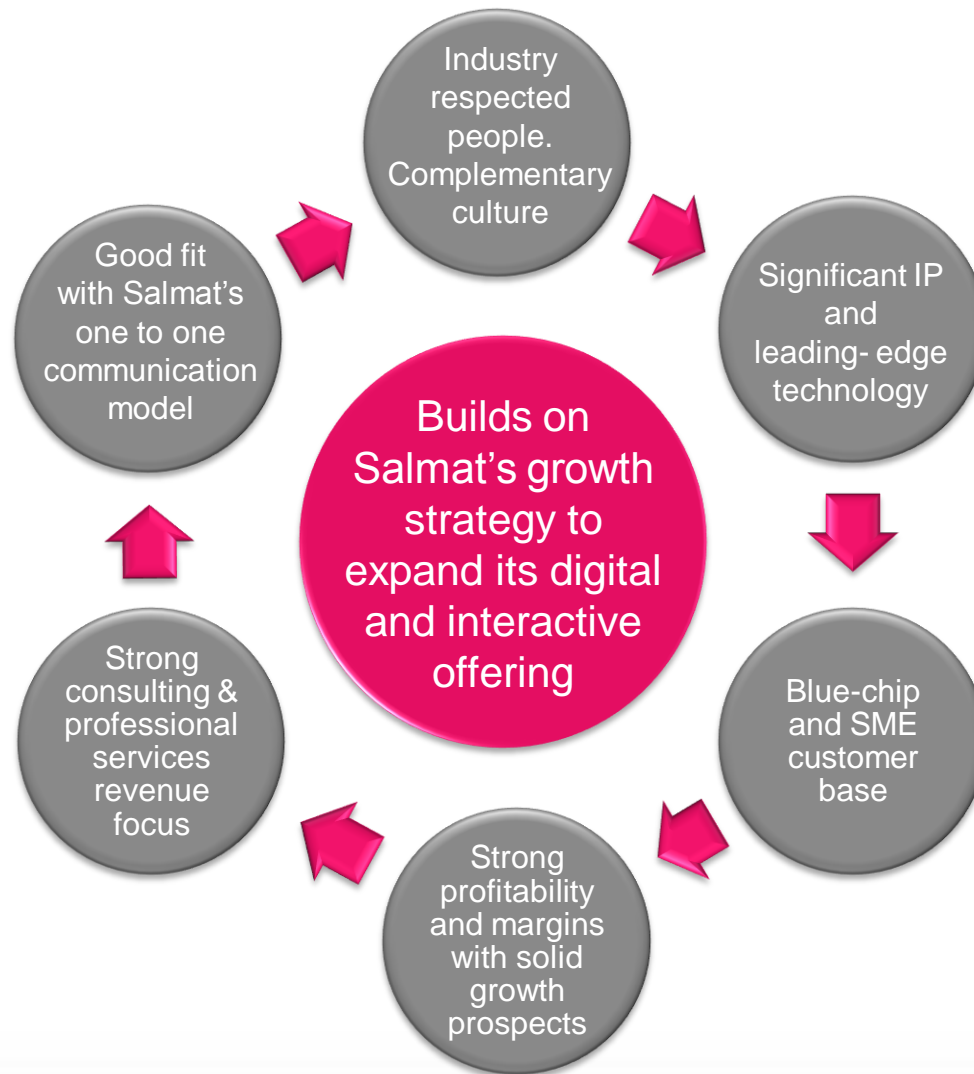 Industry
respected
people.
Complementary
culture
Significant IP
and
leading- edge
technology
Blue-chip
and SME
customer
base
Strong
profitability
and margins
with solid
growth
prospects
Strong
consulting &
professional
services
revenue
focus
Good fit
with Salmat’s
one to one
communication
model
Builds on
Salmat’s growth
strategy to
expand its digital
and interactive
offering